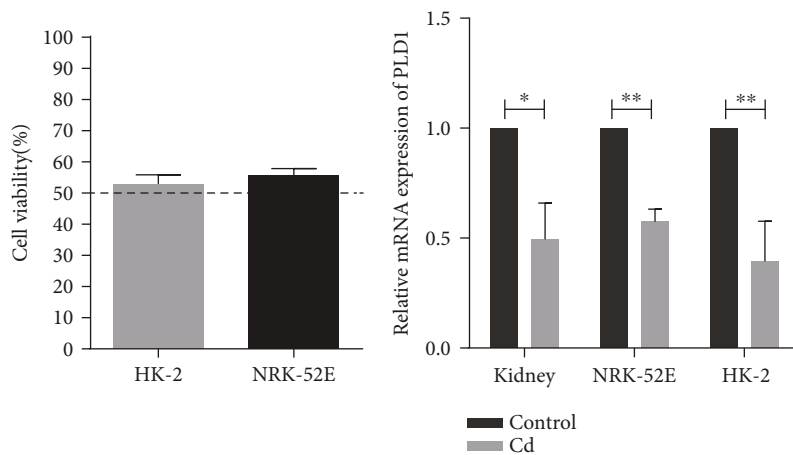 Cell viability(%)
100
90
80
70
60
50
40
30
20
10
0
HK-2
NRK-52E
Relative mRNA expression of PLD1
1.5
1.0
0.5
0.0
*
**
**
Kidney
NRK-52E
HK-2
Control
Cd